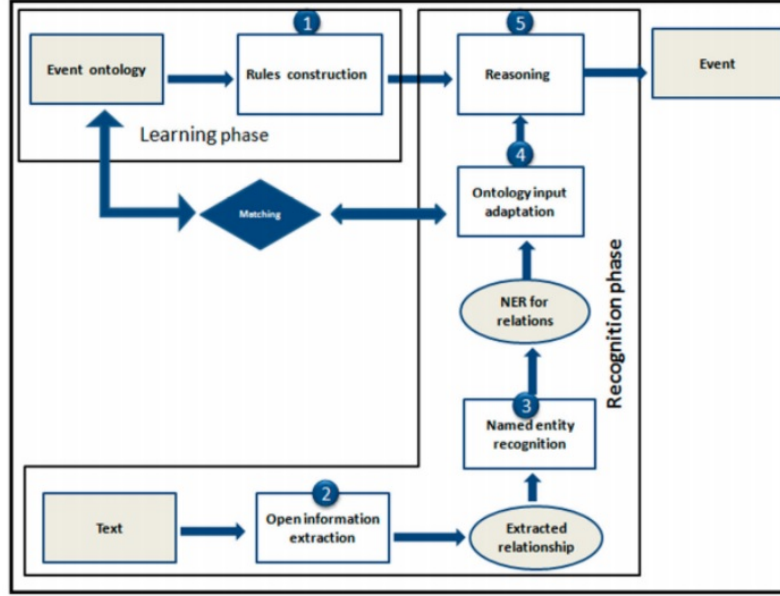 1
5
Event ontology
Rules construction
Reasoning
Event
Learning phase
4
Ontology input
adaptation
Matching
NER for
relations
Recognition phase
3
Named entity
recognition
2
Text
Open information
extraction
Extracted
relationship